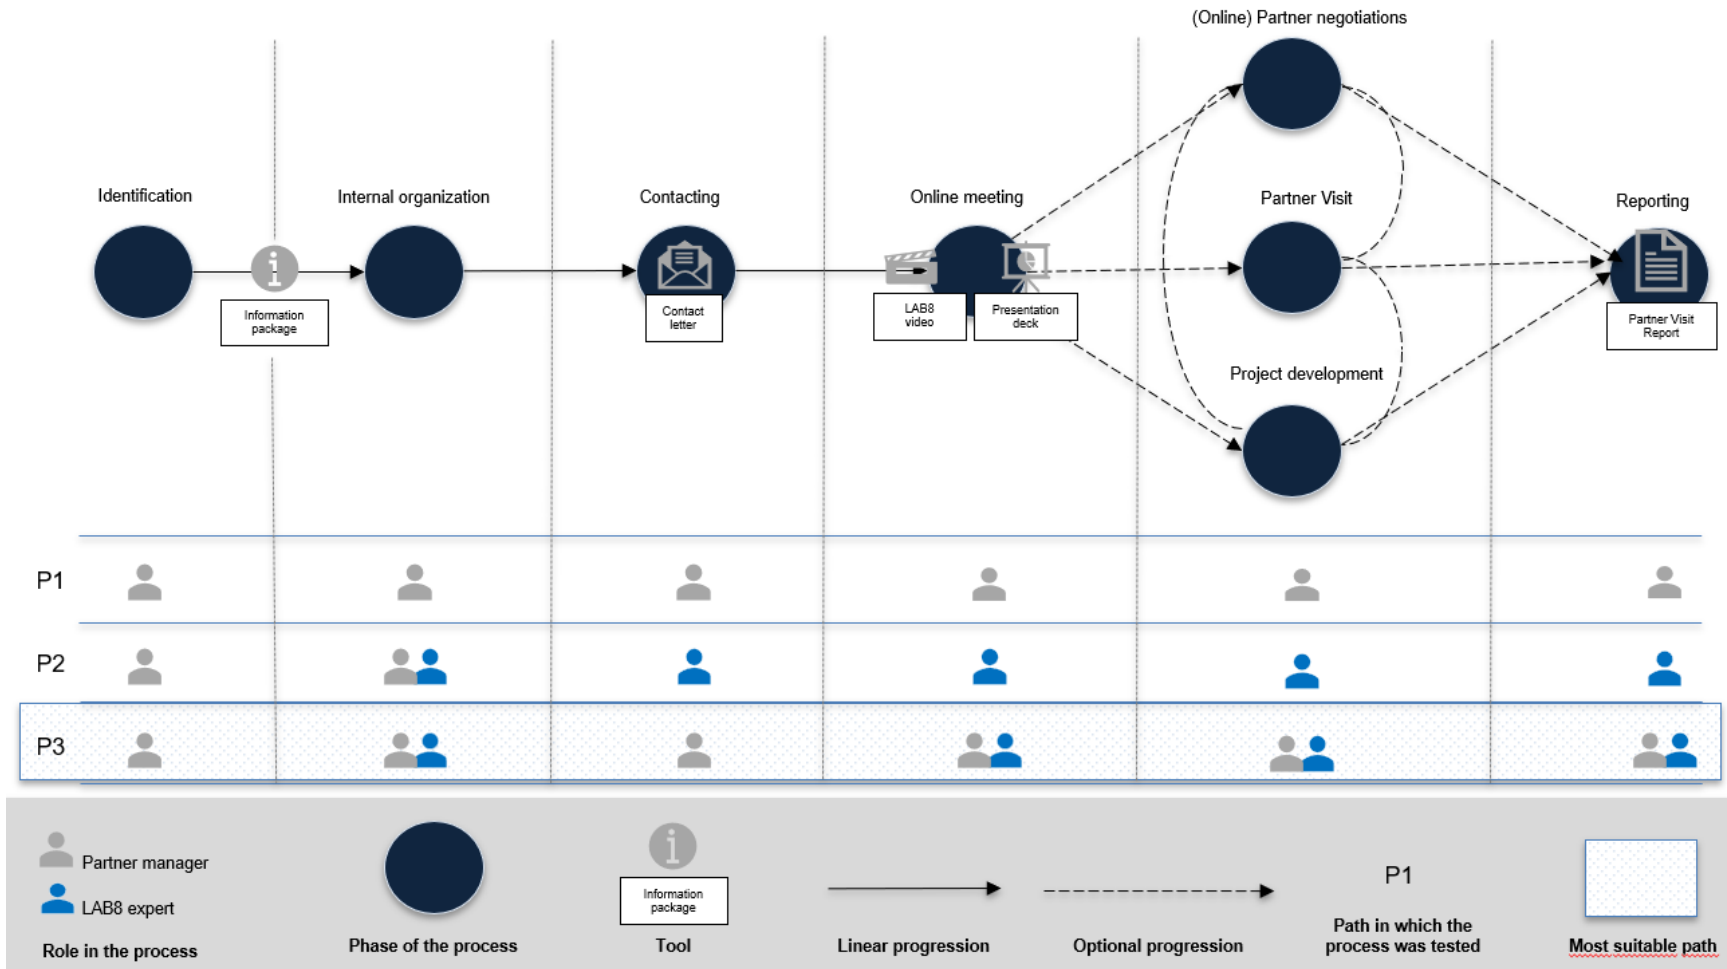 (Online) Partner negotiations
Identification
Internal organization
Contacting
Online meeting
Partner Visit
Reporting
Information
package
Contact
letter
LAB8
video
Presentation
deck
Partner Visit
Report
Project development
P1
P2
P3
Partner manager
LAB8 expert
Role in the process
Phase of the process
Information
package
Tool
Linear progression
Optional progression
P1
Path in which the
process was tested
Most suitable path